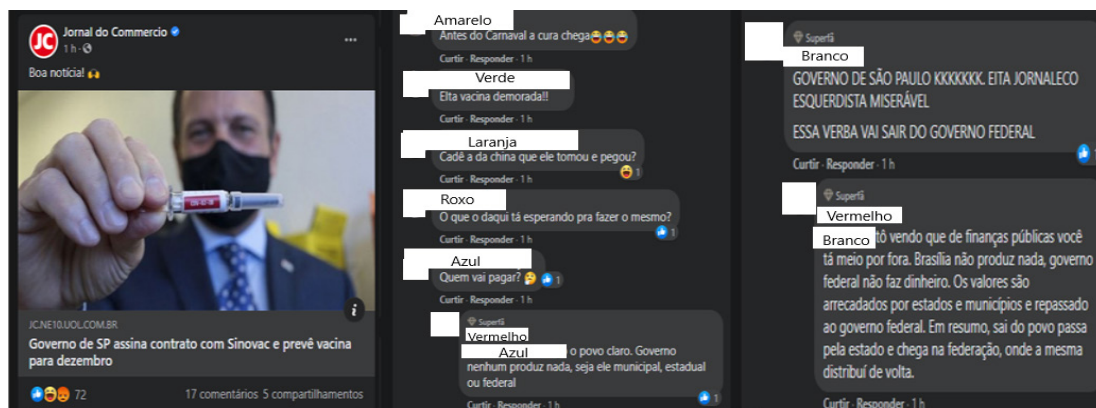 JC
Jornal do Commercio
1 h
Boa notícia!
JC.NE10.UOL.COM.BR
Governo de SP assina contrato com Sinovac e prevê vacina
para dezembro
72
17 comentários 5 compartilhamentos
Amarelo
Antes do Carnaval a cura chega
Curtir · Responder · 1 h
Verde
EIta vacina demorada!!
Curtir · Responder · 1 h
Laranja
Cadê a da china que ele tomou e pegou?
1
Curtir · Responder · 1 h
Roxo
O que o daqui tá esperando pra fazer o mesmo?
1
Curtir · Responder · 1 h
Azul
Quem vai pagar?
1
Curtir · Responder · 1 h
Superfã
Vermelho
Azul o povo claro. Governo
nenhum produz nada, seja ele municipal, estadual
ou federal
1
Curtir · Responder · 1 h
Superfã
Branco
GOVERNO DE SÃO PAULO KKKKKKK. EITA JORNALECO
ESQUERDISTA MISERÁVEL
ESSA VERBA VAI SAIR DO GOVERNO FEDERAL
Curtir · Responder · 1 h
Superfã
Vermelho
Branco tô vendo que de finanças públicas você
tá meio por fora. Brasília não produz nada, governo
federal não faz dinheiro. Os valores são
arrecadados por estados e municípios e repassado
ao governo federal. Em resumo, sai do povo passa
pela estado e chega na federação, onde a mesma
distribuí de volta.
Curtir · Responder · 1 h